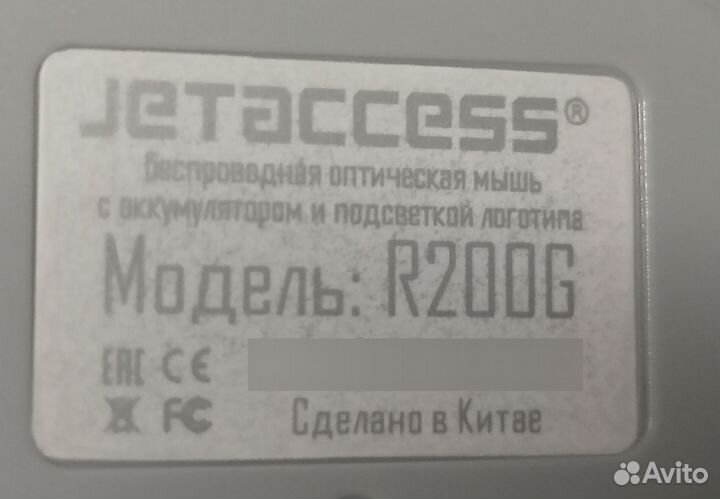 JETACCESS®
беспроводная оптическая мышь
с аккумулятором и подсветкой логотипа
Модель: R200G
EAC CE
FC Сделано в Китае
Avito